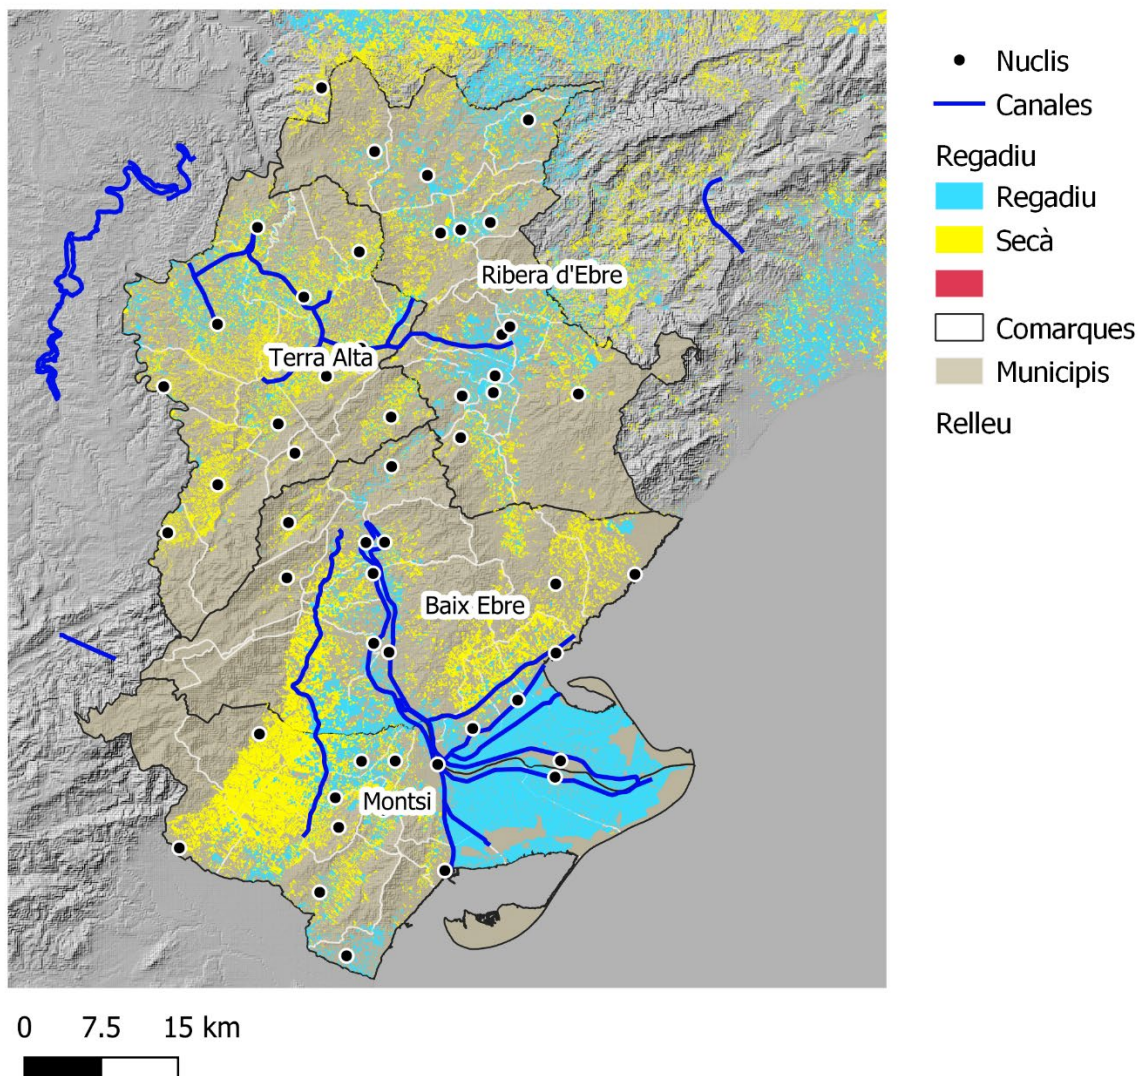 Nuclis
Canales
Regadiu
Regadiu
Secà
Comarques
Municipis
Relleu
Ribera d'Ebre
Terra Alta
Baix Ebre
Montsi
0 7.5 15 km